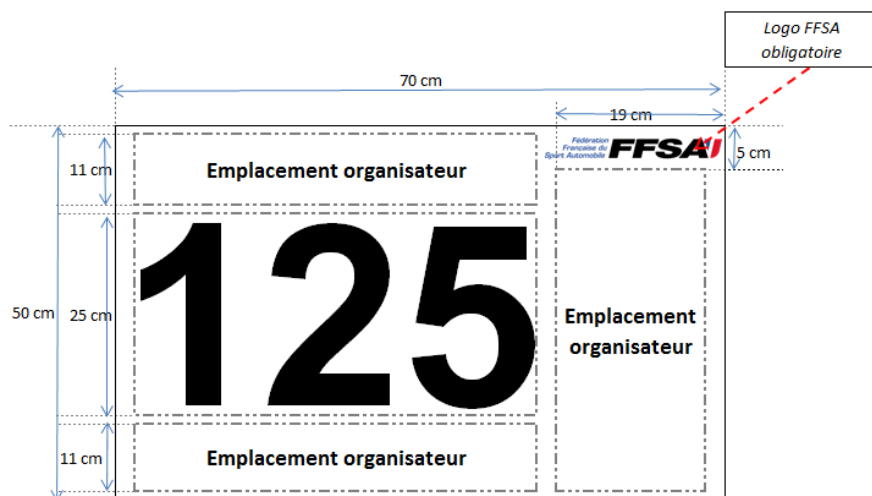 Logo FFSA
obligatoire
70 cm
19 cm
Fédération
Française du
Sport Automobile
FFSA
5 cm
11 cm
Emplacement organisateur
50 cm
25 cm
125
Emplacement
organisateur
11 cm
Emplacement organisateur